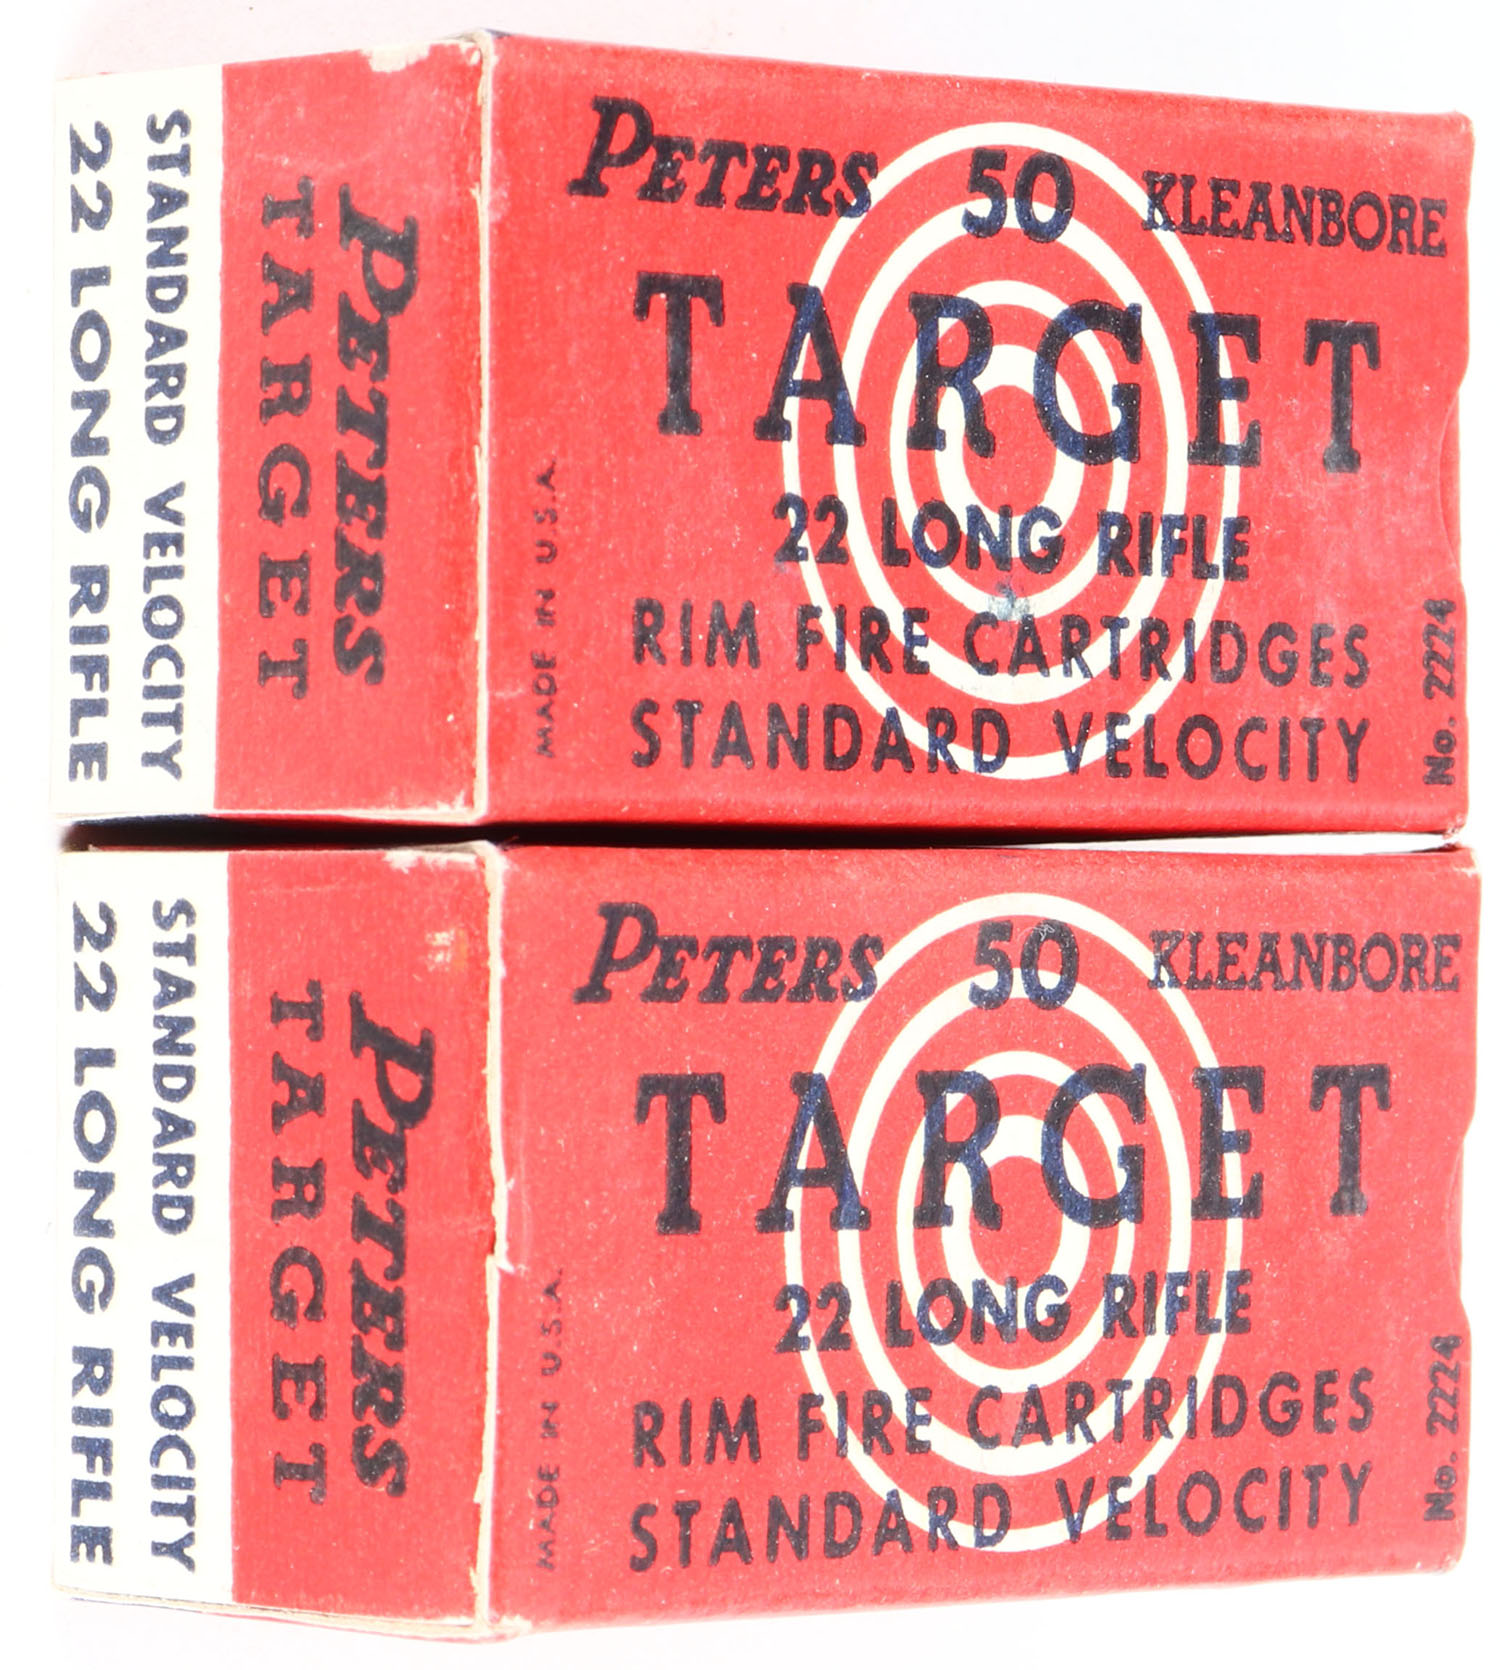 STANDARD VELOCITY
22 LONG RIFLE
PETERS
TARGET
PETERS 50 KLEANBORE
TARGET
22 LONG RIFLE
RIM FIRE CARTRIDGES
STANDARD VELOCITY
MADE IN U.S.A.
No. 2224
STANDARD VELOCITY
22 LONG RIFLE
PETERS
TARGET
PETERS 50 KLEANBORE
TARGET
22 LONG RIFLE
RIM FIRE CARTRIDGES
STANDARD VELOCITY
MADE IN U.S.A.
No. 2224